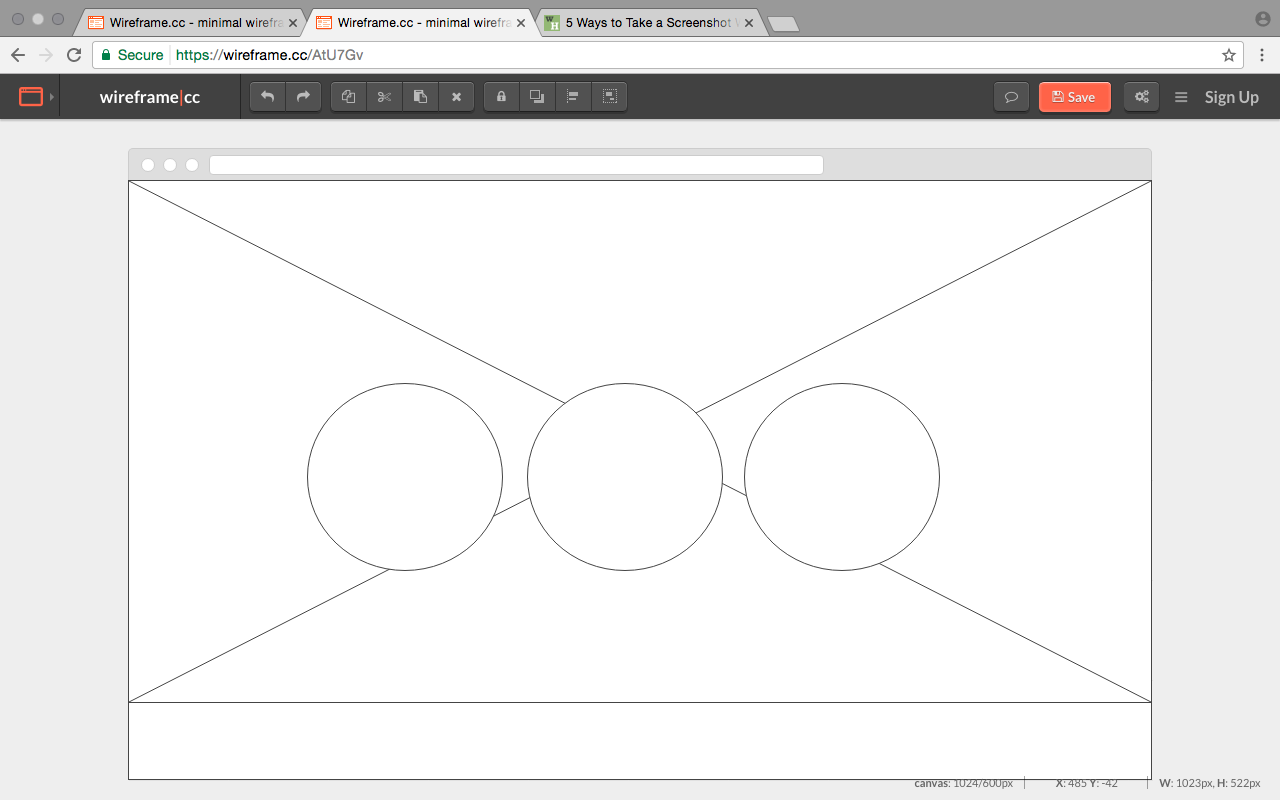 Wireframe.cc - minimal wirefra
Wireframe.cc - minimal wirefra
5 Ways to Take a Screenshot
Secure
https://wireframe.cc/AtU7Gv
wireframe|cc
Save
Sign Up
canvas: 1024/600px
X: 485 Y: -42
W: 1023px, H: 522px